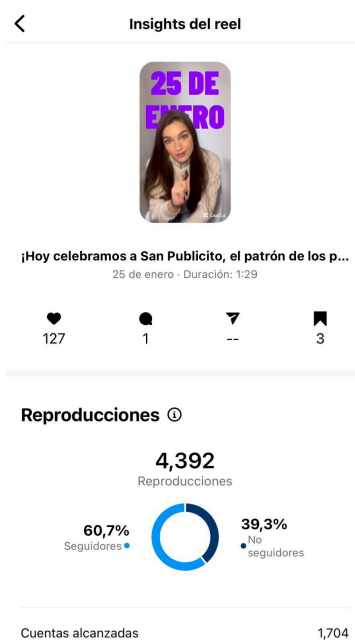 Insights del reel
25 DE
ENERO
CapCut
¡Hoy celebramos a San Publicito, el patrón de los p...
25 de enero · Duración: 1:29
127
1
--
3
Reproducciones
4,392
Reproducciones
60,7%
Seguidores
39,3%
No
seguidores
Cuentas alcanzadas
1,704